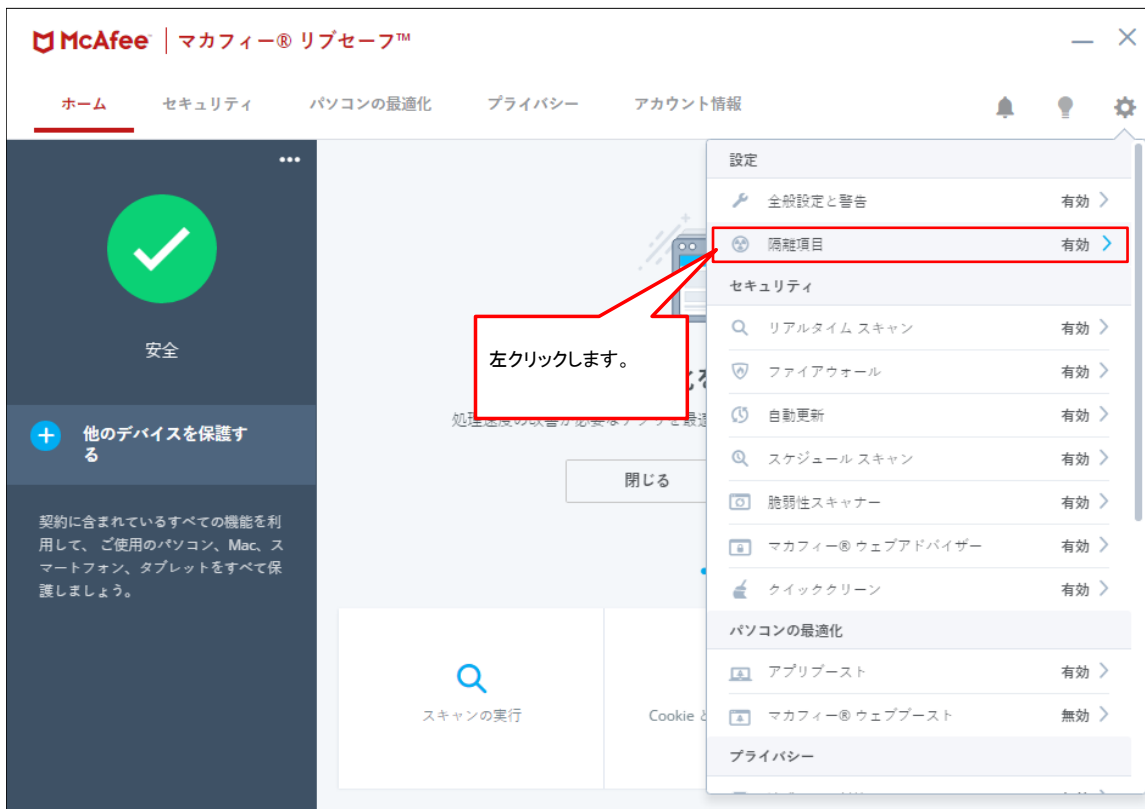 McAfee マカフィー® リブセーフ™
ホーム セキュリティ パソコンの最適化 プライバシー アカウント情報
安全
他のデバイスを保護す
る
契約に含まれているすべての機能を利
用して、 ご使用のパソコン、Mac、ス
マートフォン、タブレットをすべて保
護しましょう。
左クリックします。
閉じる
スキャンの実行
Cookie
設定
全般設定と警告 有効
隔離項目 有効
セキュリティ
リアルタイム スキャン 有効
ファイアウォール 有効
自動更新 有効
スケジュール スキャン 有効
脆弱性スキャナー 有効
マカフィー® ウェブアドバイザー 有効
クイッククリーン 有効
パソコンの最適化
アプリブースト 有効
マカフィー® ウェブブースト 無効
プライバシー